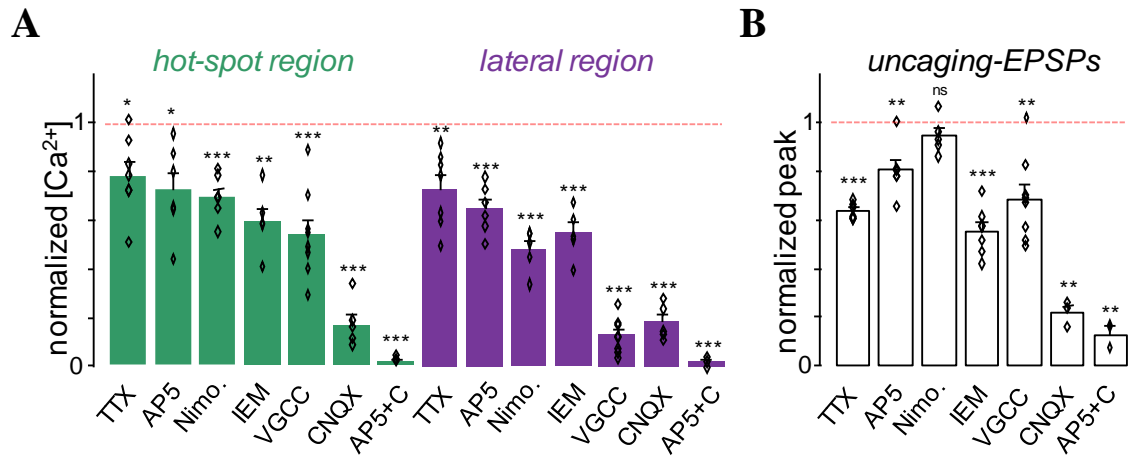 A
B
hot-spot region
lateral region
uncaging-EPSPs
normalized [Ca²⁺]
1
0
* * *** ** *** *** ***
** *** *** *** *** *** ***
TTX
AP5
Nimo.
IEM
VGCC
CNQX
AP5+C
TTX
AP5
Nimo.
IEM
VGCC
CNQX
AP5+C
normalized peak
1
0
*** ** ns *** ** ** **
TTX
AP5
Nimo.
IEM
VGCC
CNQX
AP5+C